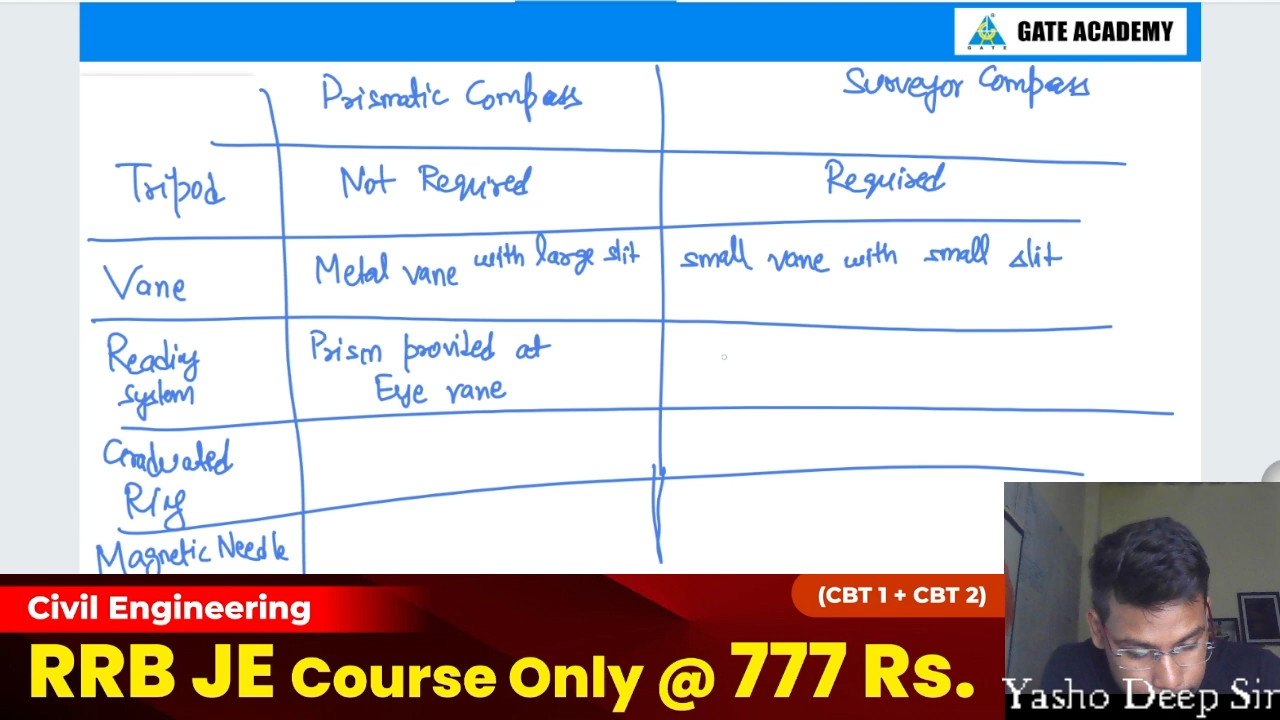 GATE ACADEMY
GATE
Prismatic Compass
Surveyor Compass
Tripod
Not Required
Required
Vane
Metal vane with large slit
small vane with small slit
Reading system
Prism provided at
Eye vane
Graduated
Ring
Magnetic Needle
Civil Engineering
(CBT 1 + CBT 2)
RRB JE Course Only @ 777 Rs.
Yasho Deep Sir